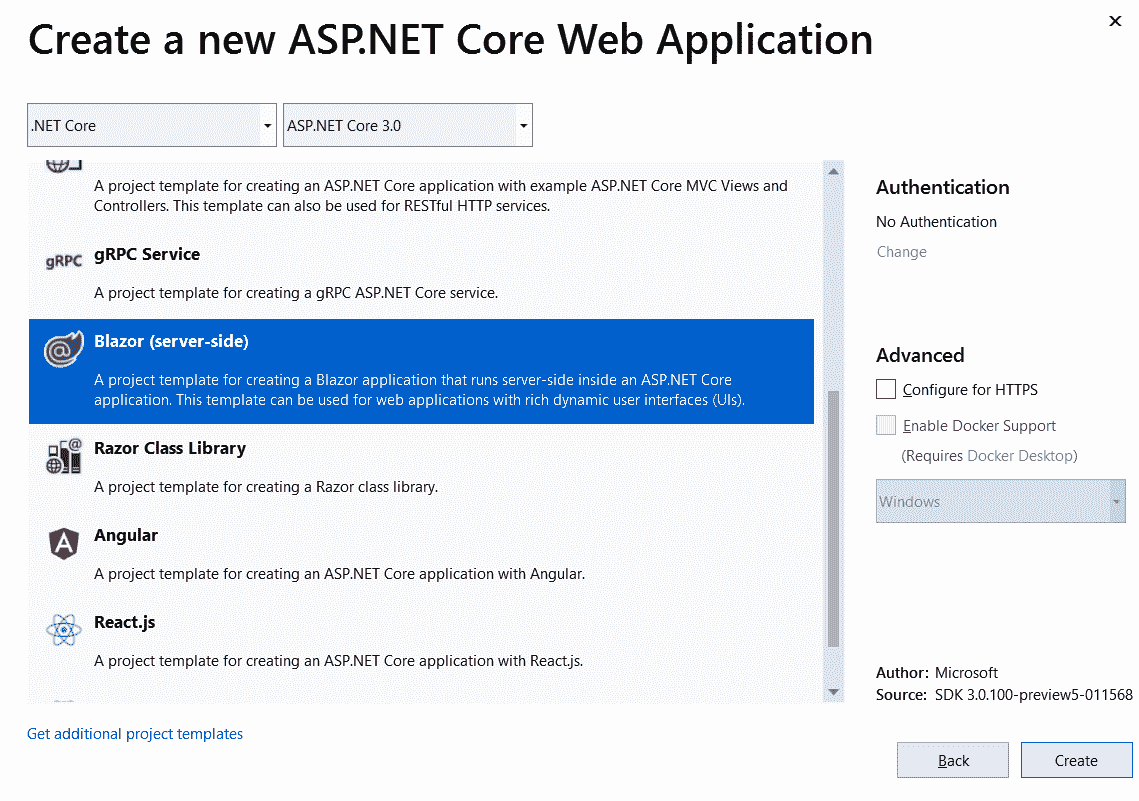 Create a new ASP.NET Core Web Application
.NET Core
ASP.NET Core 3.0
A project template for creating an ASP.NET Core application with example ASP.NET Core MVC Views and
Controllers. This template can also be used for RESTful HTTP services.
gRPC
gRPC Service
A project template for creating a gRPC ASP.NET Core service.
Blazor (server-side)
A project template for creating a Blazor application that runs server-side inside an ASP.NET Core
application. This template can be used for web applications with rich dynamic user interfaces (UIs).
Razor Class Library
A project template for creating a Razor class library.
Angular
A project template for creating an ASP.NET Core application with Angular.
React.js
A project template for creating an ASP.NET Core application with React.js.
Get additional project templates
Authentication
No Authentication
Change
Advanced
Configure for HTTPS
Enable Docker Support
(Requires Docker Desktop)
Windows
Author: Microsoft
Source: SDK 3.0.100-preview5-011568
Back
Create